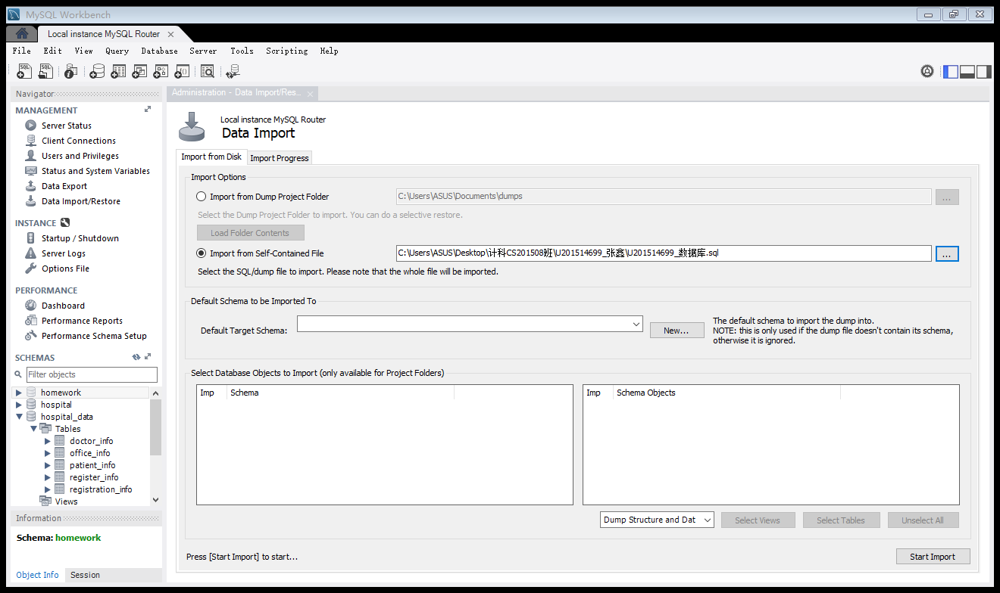 MySQL Workbench
Local instance MySQL Router
File Edit View Query Database Server Tools Scripting Help
Navigator
MANAGEMENT
Server Status
Client Connections
Users and Privileges
Status and System Variables
Data Export
Data Import/Restore
INSTANCE
Startup / Shutdown
Server Logs
Options File
PERFORMANCE
Dashboard
Performance Reports
Performance Schema Setup
SCHEMAS
Filter objects
homework
hospital
hospital_data
Tables
doctor_info
office_info
patient_info
register_info
registration_info
Views
Information
Schema: homework
Object Info Session
Administration - Data Import/Res...
Local instance MySQL Router
Data Import
Import from Disk Import Progress
Import Options
Import from Dump Project Folder C:\Users\ASUS\Documents\dumps ...
Select the Dump Project Folder to import. You can do a selective restore.
Load Folder Contents
Import from Self-Contained File C:\Users\ASUS\Desktop\计科CS201508班\U201514699_张鑫\U201514699_数据库.sql ...
Select the SQL/dump file to import. Please note that the whole file will be imported.
Default Schema to be Imported To
Default Target Schema: New...
The default schema to import the dump into.
NOTE: this is only used if the dump file doesn't contain its schema,
otherwise it is ignored.
Select Database Objects to Import (only available for Project Folders)
Imp Schema Imp Schema Objects
Dump Structure and Dat Select Views Select Tables Unselect All
Press [Start Import] to start... Start Import